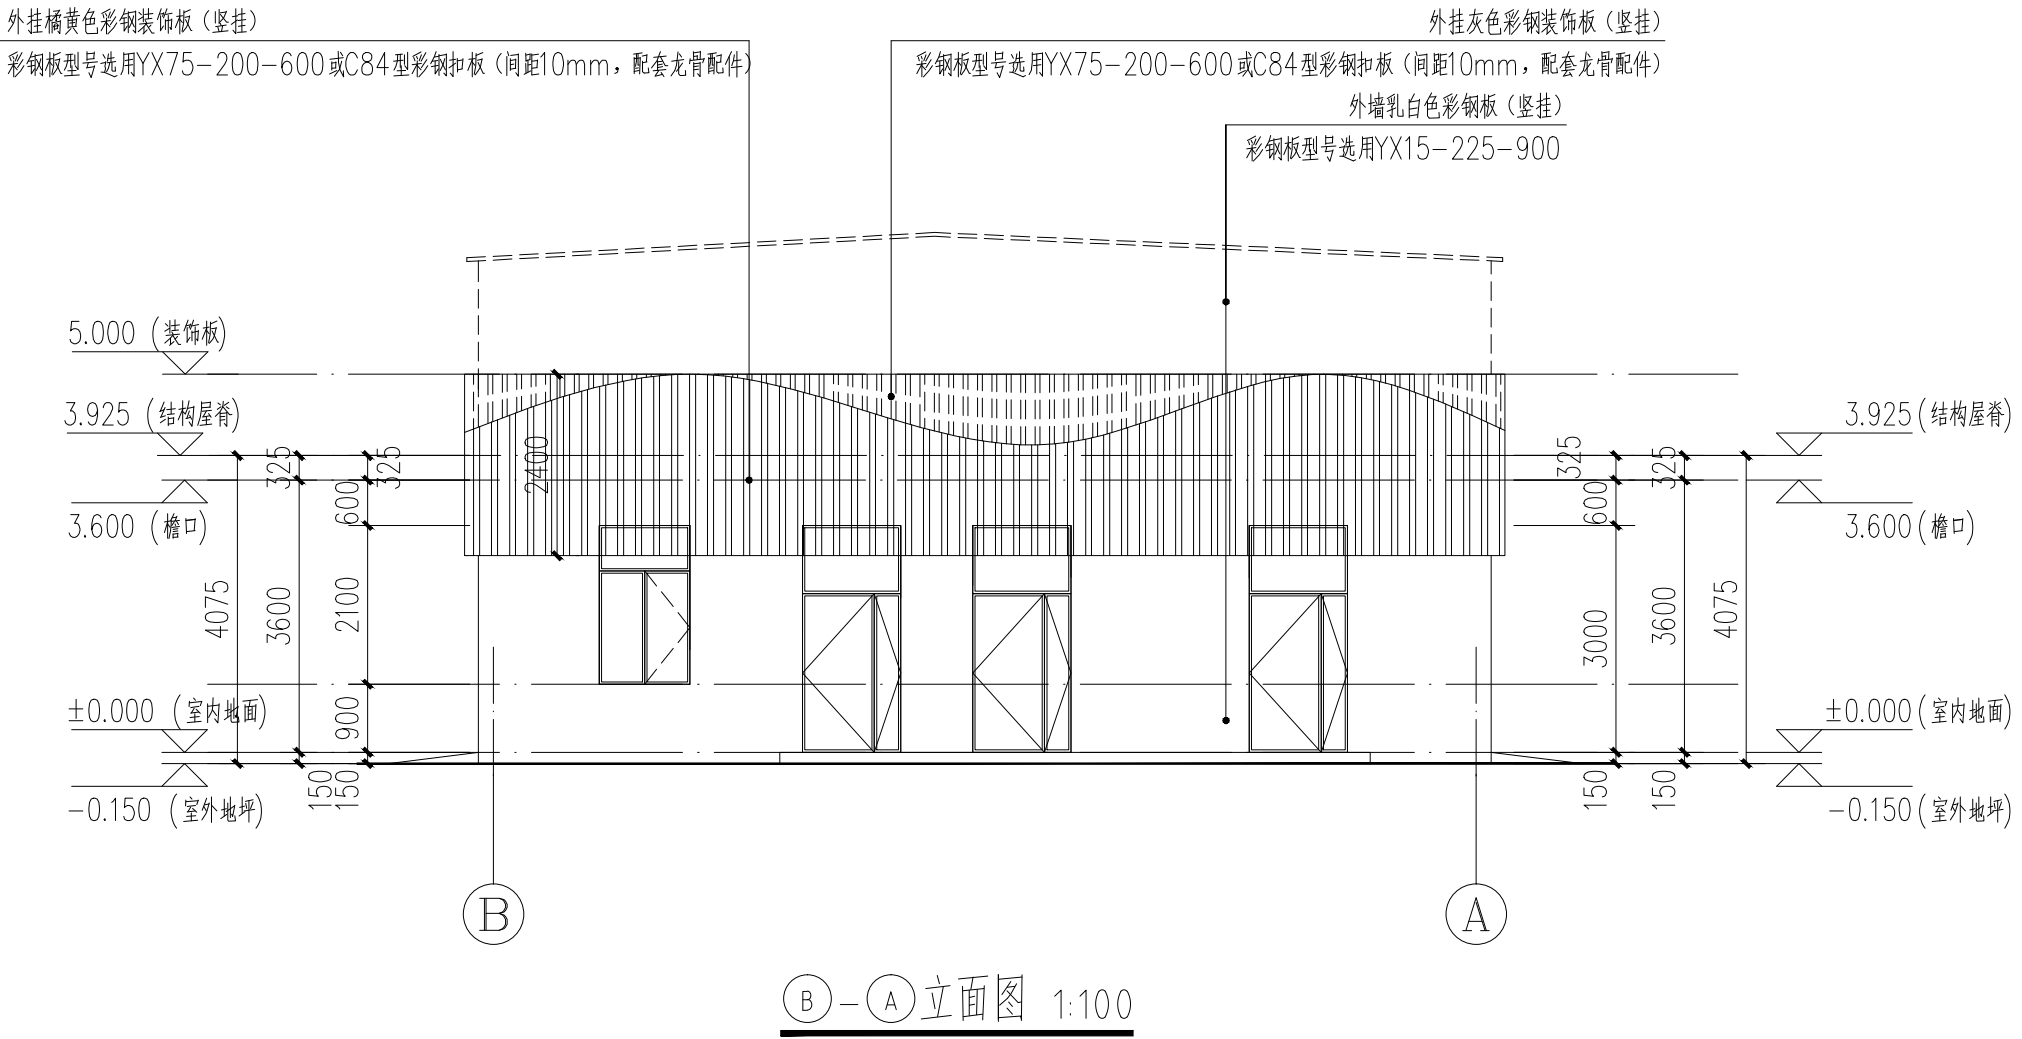 外挂橘黄色彩钢装饰板（竖挂）
彩钢板型号选用YX75-200-600或C84型彩钢扣板（间距10mm，配套龙骨配件）
外挂灰色彩钢装饰板（竖挂）
彩钢板型号选用YX75-200-600或C84型彩钢扣板（间距10mm，配套龙骨配件）
外墙乳白色彩钢板（竖挂）
彩钢板型号选用YX15-225-900
5.000（装饰板）
3.925（结构屋脊）
3.600（檐口）
±0.000（室内地面）
-0.150（室外地坪）
4075
325
3600
150
325
600
2100
900
150
2400
325
600
3000
150
325
3600
150
4075
3.925（结构屋脊）
3.600（檐口）
±0.000（室内地面）
-0.150（室外地坪）
B
A
B-A立面图 1:100